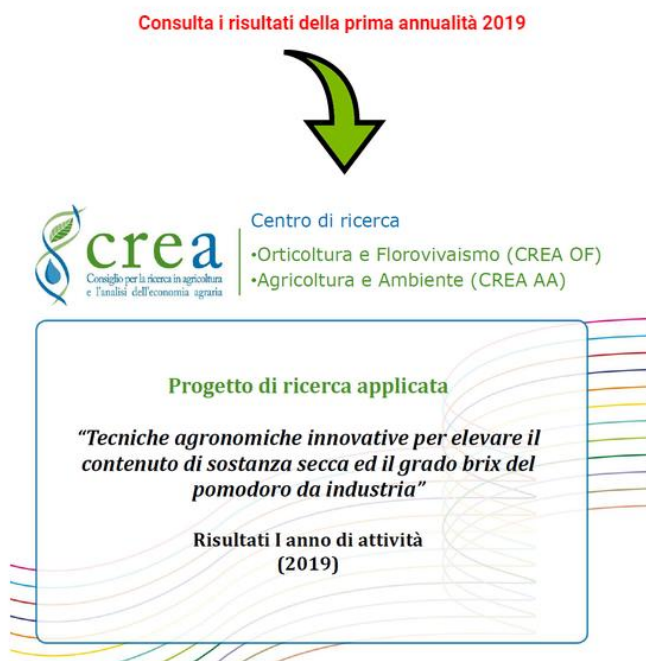 Consulta i risultati della prima annualità 2019
crea
Consiglio per la ricerca in agricoltura
e l'analisi dell'economia agraria
Centro di ricerca
•Orticoltura e Florovivaismo (CREA OF)
•Agricoltura e Ambiente (CREA AA)
Progetto di ricerca applicata
“Tecniche agronomiche innovative per elevare il
contenuto di sostanza secca ed il grado brix del
pomodoro da industria”
Risultati I anno di attività
(2019)